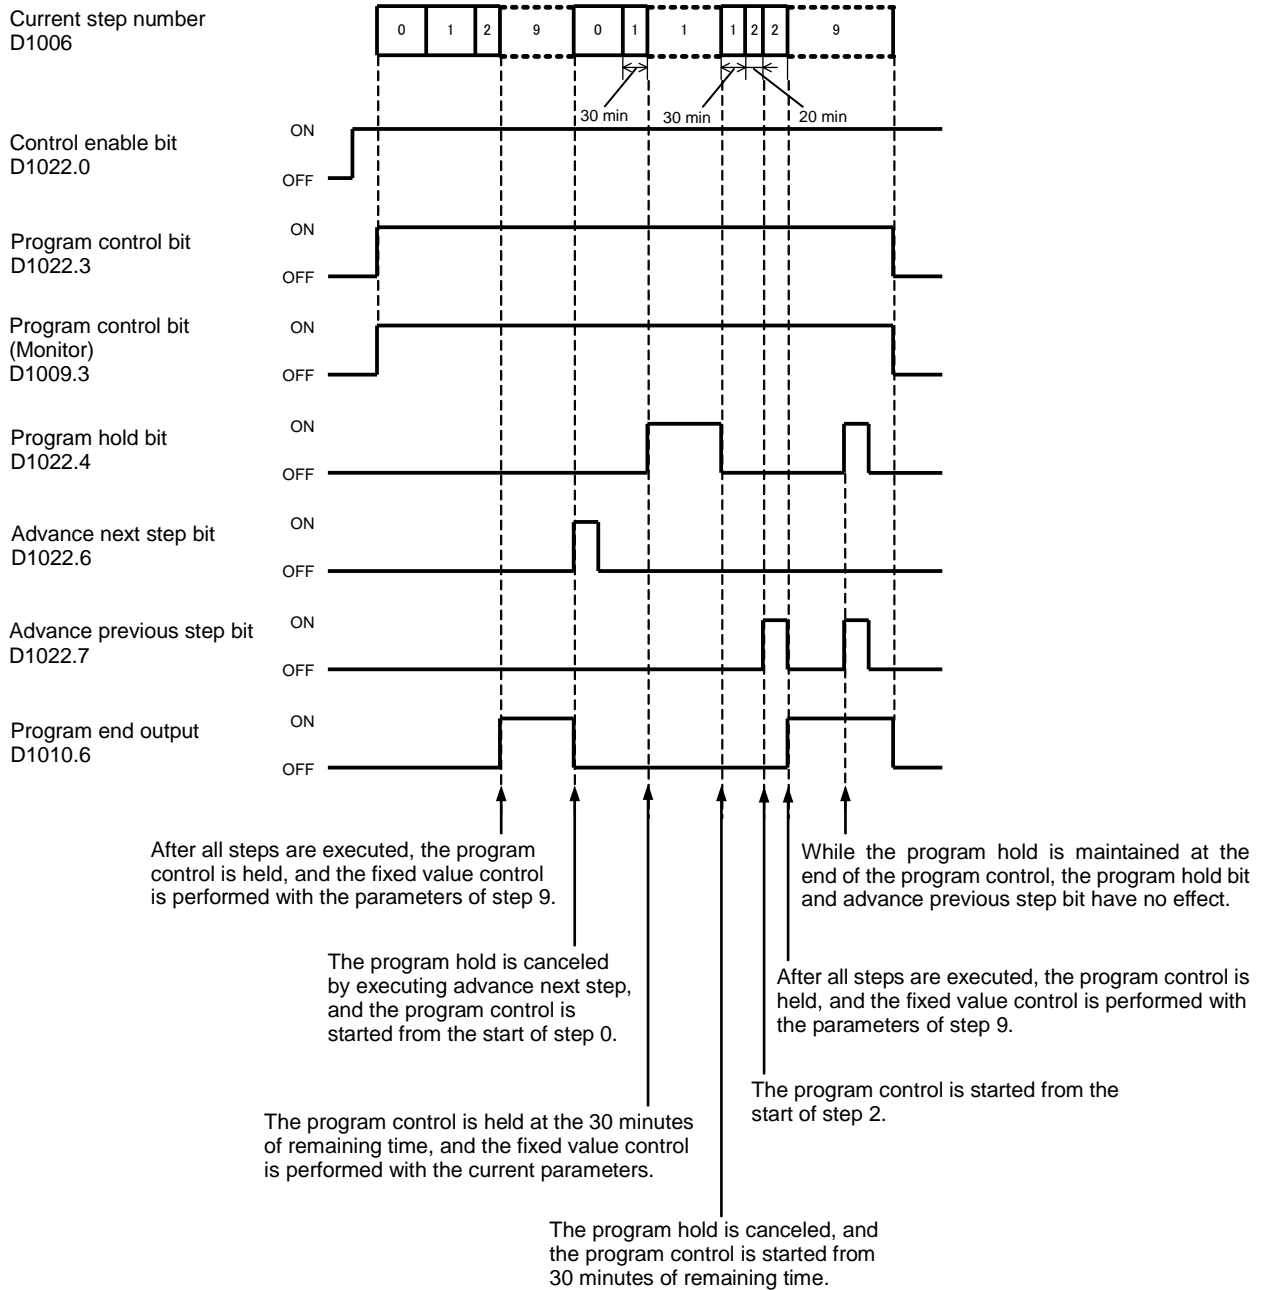 Current step number
D1006
0 1 2 9 0 1 1 1 2 2 9
30 min 30 min 20 min
Control enable bit
D1022.0
ON
OFF
Program control bit
D1022.3
ON
OFF
Program control bit
(Monitor)
D1009.3
ON
OFF
Program hold bit
D1022.4
ON
OFF
Advance next step bit
D1022.6
ON
OFF
Advance previous step bit
D1022.7
ON
OFF
Program end output
D1010.6
ON
OFF
After all steps are executed, the program
control is held, and the fixed value control
is performed with the parameters of step 9.
While the program hold is maintained at the
end of the program control, the program hold bit
and advance previous step bit have no effect.
The program hold is canceled
by executing advance next step,
and the program control is
started from the start of step 0.
After all steps are executed, the program control is
held, and the fixed value control is performed with
the parameters of step 9.
The program control is started from the
start of step 2.
The program control is held at the 30 minutes
of remaining time, and the fixed value control
is performed with the current parameters.
The program hold is canceled, and
the program control is started from
30 minutes of remaining time.